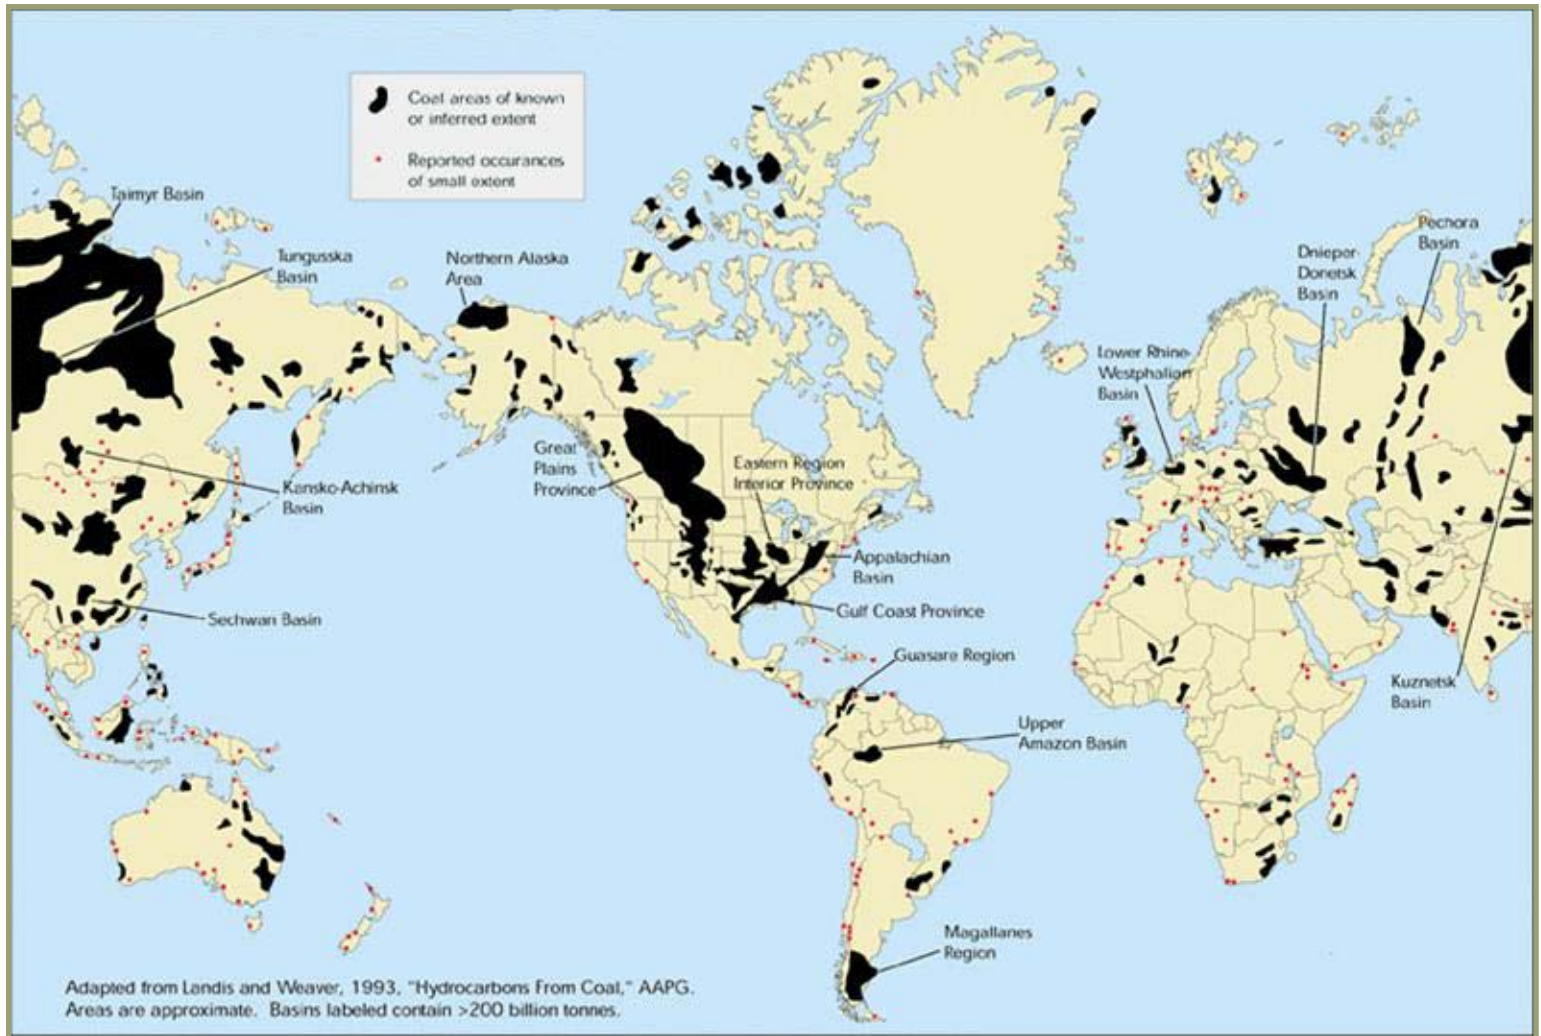 Coal areas of known
or inferred extent
Reported occurances
of small extent
Taimyr Basin
Tungusska
Basin
Northern Alaska
Area
Pechora
Basin
Dnieper-
Donetsk
Basin
Lower Rhine-
Westphalian
Basin
Great
Plains
Province
Eastern Region
Interior Province
Kansko-Achinsk
Basin
Appalachian
Basin
Gulf Coast Province
Sechwan Basin
Guasare Region
Kuznetsk
Basin
Upper
Amazon Basin
Magallanes
Region
Adapted from Landis and Weaver, 1993, "Hydrocarbons From Coal," AAPG.
Areas are approximate. Basins labeled contain >200 billion tonnes.